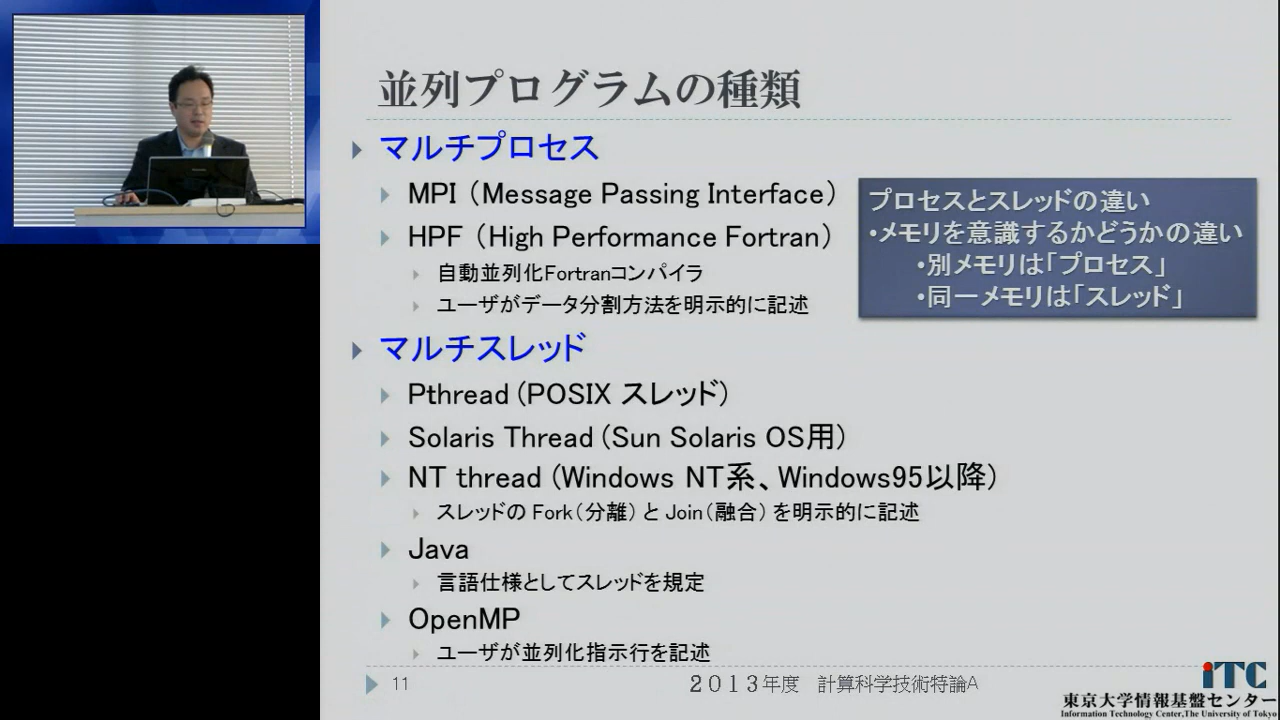 並列プログラムの種類
マルチプロセス
MPI (Message Passing Interface)
HPF (High Performance Fortran)
自動並列化Fortranコンパイラ
ユーザがデータ分割方法を明示的に記述
プロセスとスレッドの違い
•メモリを意識するかどうかの違い
•別メモリは「プロセス」
•同一メモリは「スレッド」
マルチスレッド
Pthread (POSIX スレッド)
Solaris Thread (Sun Solaris OS用)
NT thread (Windows NT系、Windows95以降)
スレッドの Fork(分離) と Join(融合) を明示的に記述
Java
言語仕様としてスレッドを規定
OpenMP
ユーザが並列化指示行を記述
11
2013年度 計算科学技術特論A
iTC
東京大学情報基盤センター
Information Technology Center, The University of Tokyo